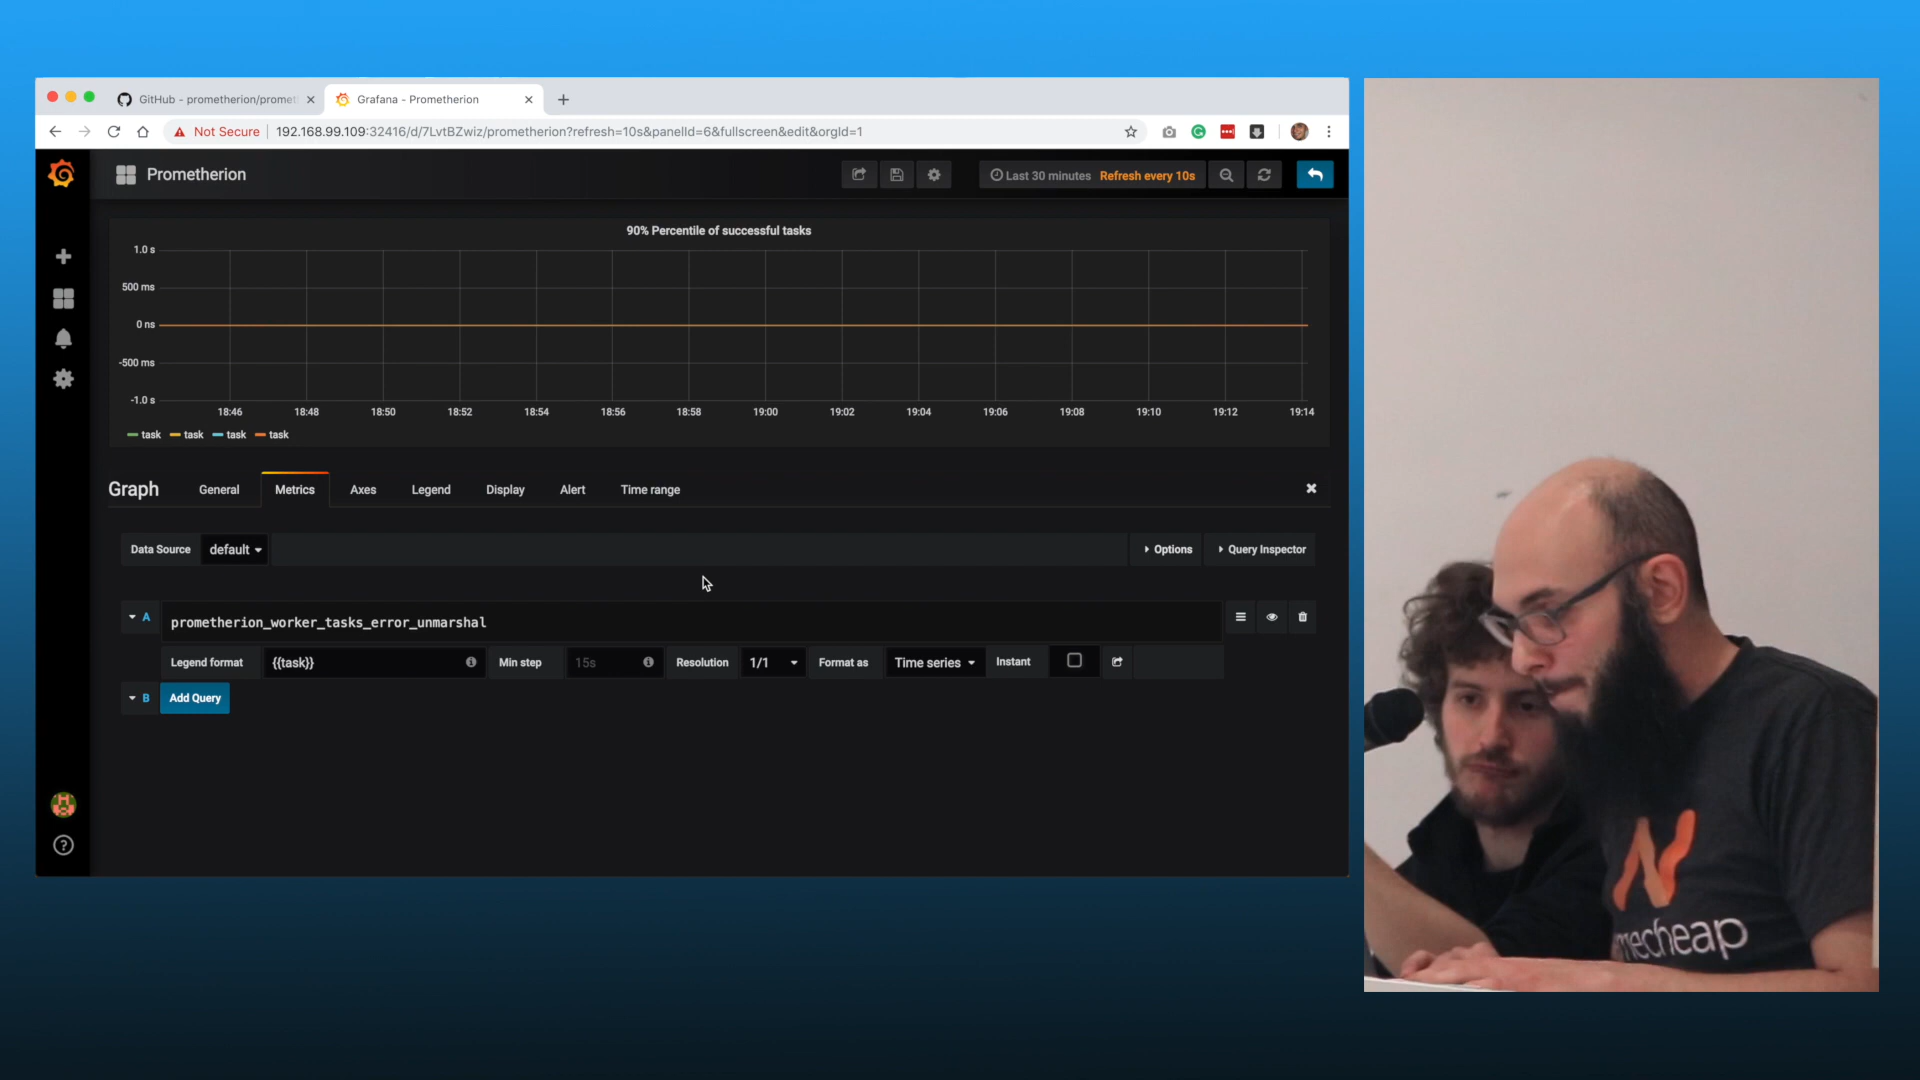 GitHub - prometherion/promet
Grafana - Prometherion
Not Secure
192.168.99.109:32416/d/7LvtBZwiz/prometherion?refresh=10s&panelId=6&fullscreen&edit&orgId=1
Prometherion
Last 30 minutes Refresh every 10s
90% Percentile of successful tasks
1.0 s
500 ms
0 ns
-500 ms
-1.0 s
18:46 18:48 18:50 18:52 18:54 18:56 18:58 19:00 19:02 19:04 19:06 19:08 19:10 19:12 19:14
task task task task
Graph General Metrics Axes Legend Display Alert Time range
Data Source default Options Query Inspector
A prometherion_worker_tasks_error_unmarshal
Legend format {{task}} Min step 15s Resolution 1/1 Format as Time series Instant
B Add Query
N
mecheap